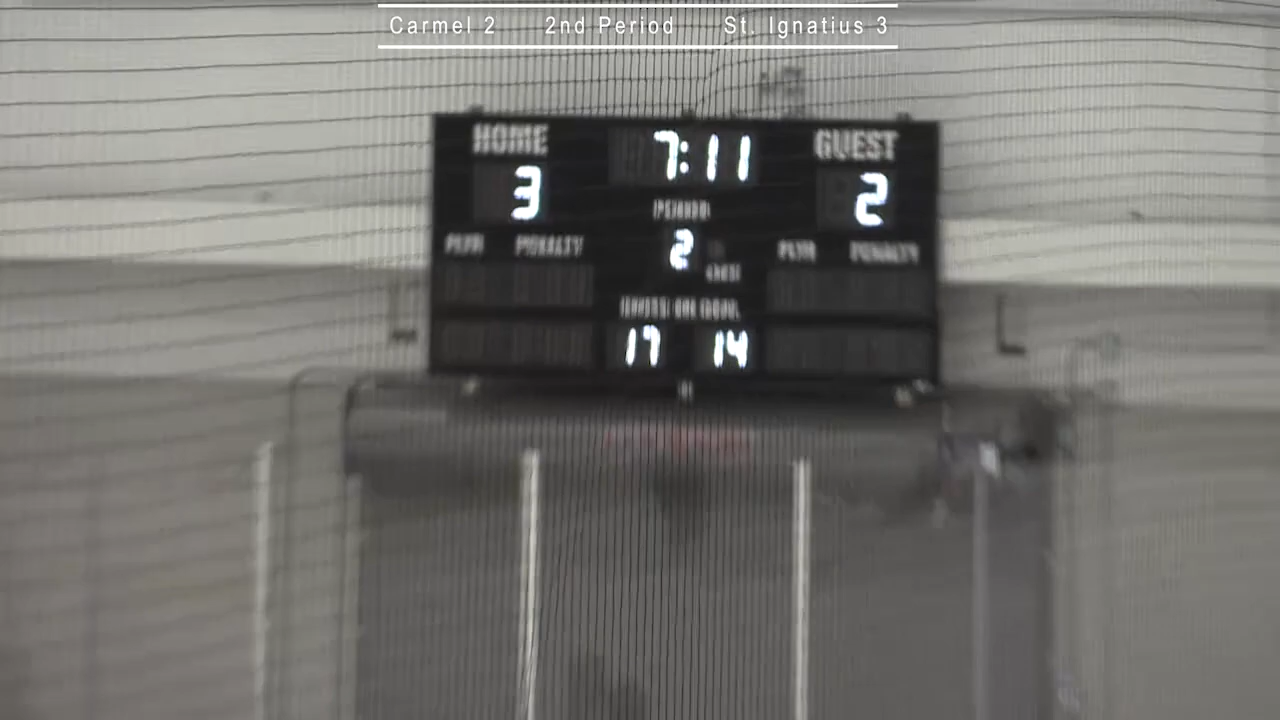 Carmel 2 2nd Period St. Ignatius 3
HOME 7:11 GUEST
3 2
PERIOD
PLYR PENALTY 2 PLYR PENALTY
SHOTS ON GOAL
17 14